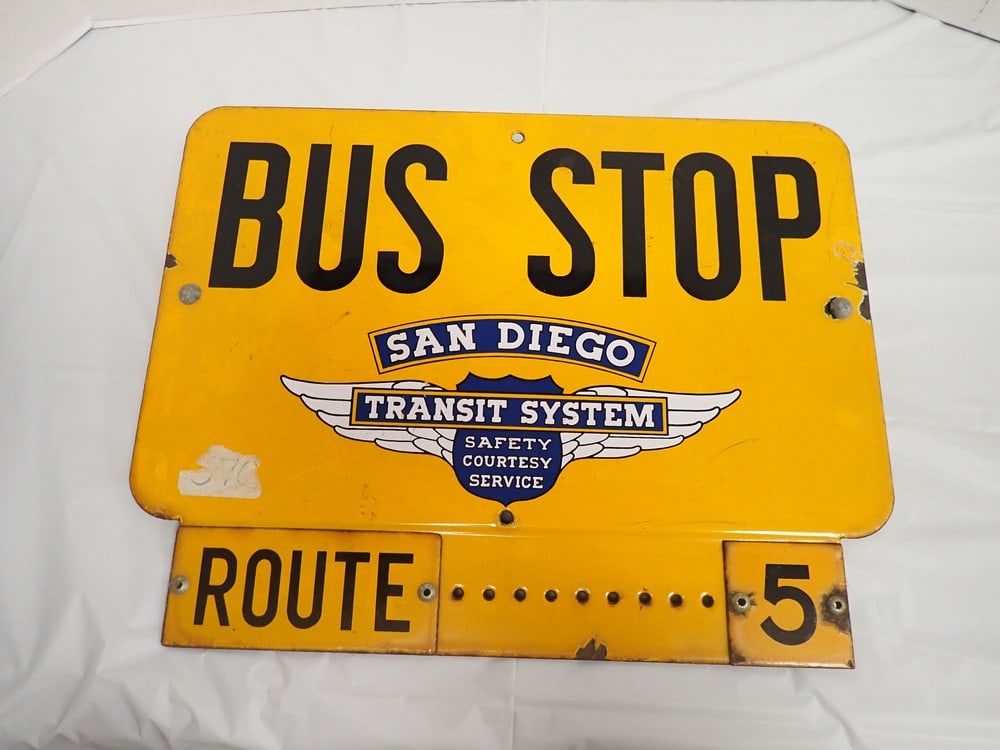 BUS STOP
SAN DIEGO
TRANSIT SYSTEM
SAFETY
COURTESY
SERVICE
ROUTE 5